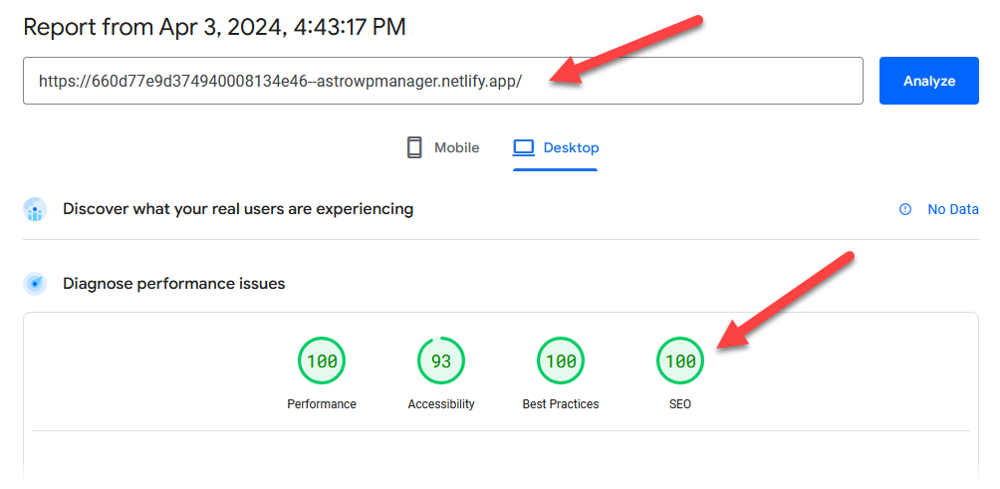 Report from Apr 3, 2024, 4:43:17 PM
https://660d77e9d374940008134e46--astrowpmanager.netlify.app/
Analyze
Mobile
Desktop
Discover what your real users are experiencing
No Data
Diagnose performance issues
100
93
100
100
Performance
Accessibility
Best Practices
SEO